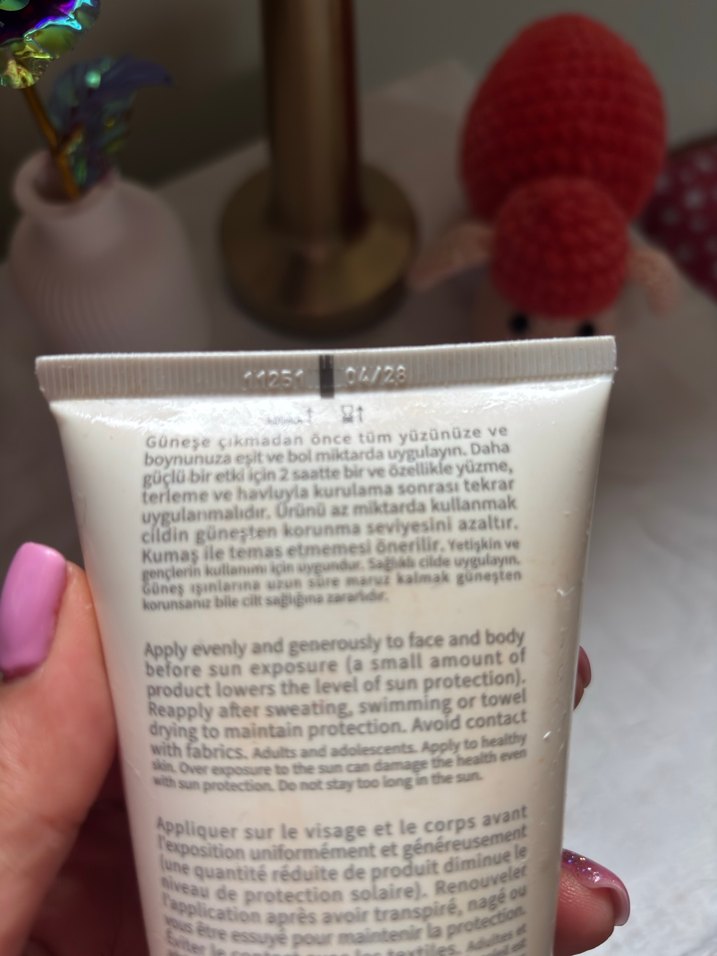 11251 04/28
Güneşe çıkmadan önce tüm yüzünüze ve
boynunuza eşit ve bol miktarda uygulayın. Daha
güçlü bir etki için 2 saatte bir ve özellikle yüzme,
terleme ve havluyla kurulama sonrası tekrar
uygulanmalıdır. Ürünü az miktarda kullanmak
cildin güneşten korunma seviyesini azaltır.
Kumaş ile temas etmemesi önerilir. Yetişkin ve
gençlerin kullanımı için uygundur. Sağlıklı cilde uygulayın.
Güneş ışınlarına uzun süre maruz kalmak güneşten
korunsanız bile cilt sağlığına zararlıdır.
Apply evenly and generously to face and body
before sun exposure (a small amount of
product lowers the level of sun protection).
Reapply after sweating, swimming or towel
drying to maintain protection. Avoid contact
with fabrics. Adults and adolescents. Apply to healthy
skin. Over exposure to the sun can damage the health even
with sun protection. Do not stay too long in the sun.
Appliquer sur le visage et le corps avant
l'exposition uniformément et généreusement
(une quantité réduite de produit diminue le
niveau de protection solaire). Renouveler
l'application après avoir transpiré, nagé ou
vous être essuyé pour maintenir la protection.
Éviter le contact avec les textiles. Adultes et